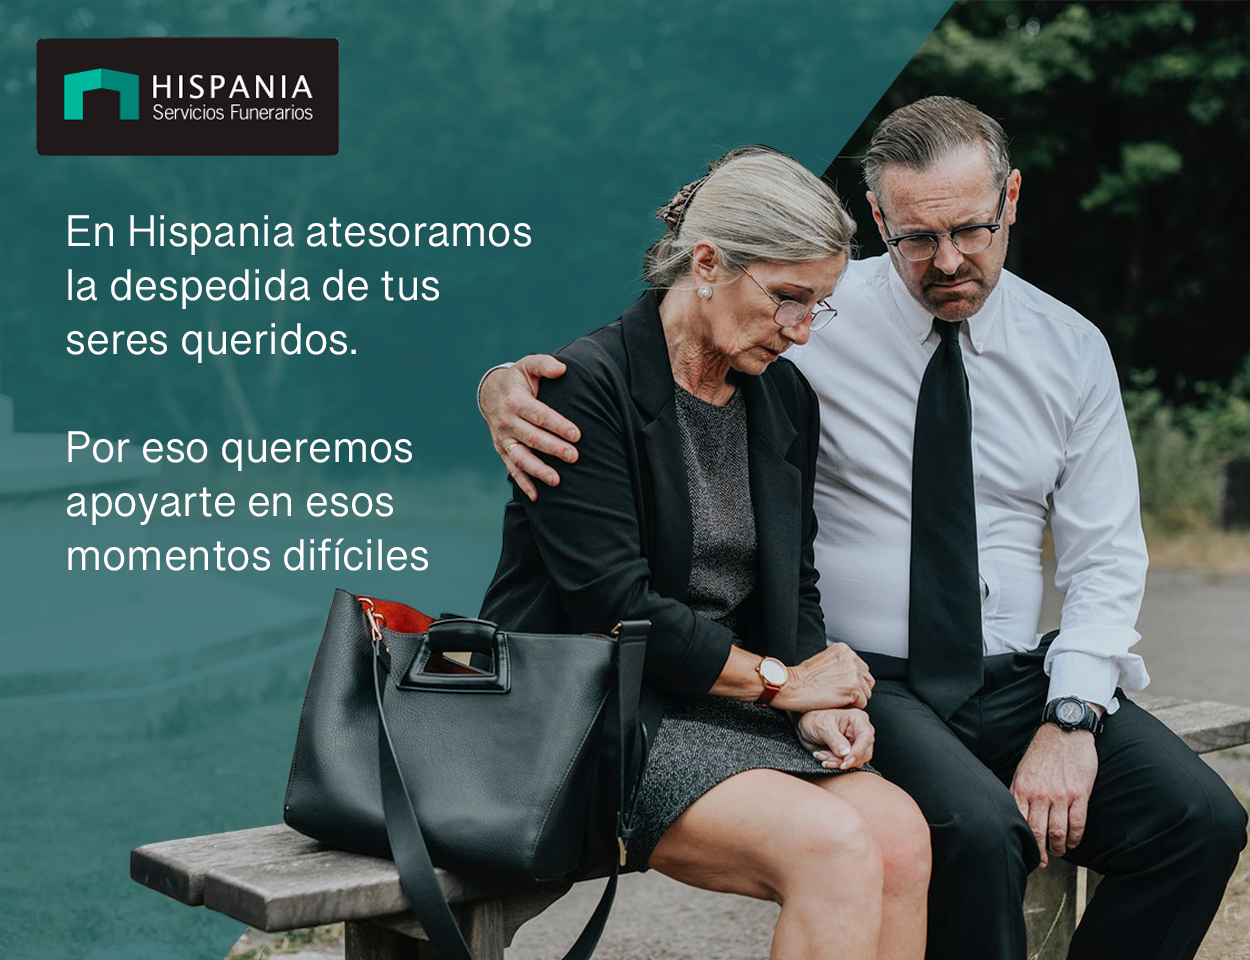 HISPANIA
Servicios Funerarios
En Hispania atesoramos
la despedida de tus
seres queridos.
Por eso queremos
apoyarte en esos
momentos difíciles